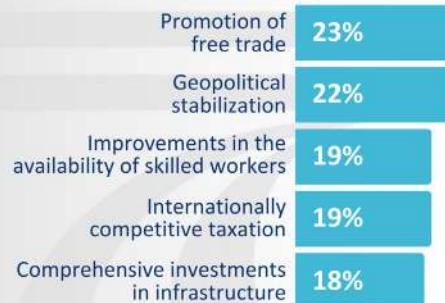 Promotion of
free trade
23%
Geopolitical
stabilization
22%
Improvements in the
availability of skilled workers
19%
Internationally
competitive taxation
19%
Comprehensive investments
in infrastructure
18%